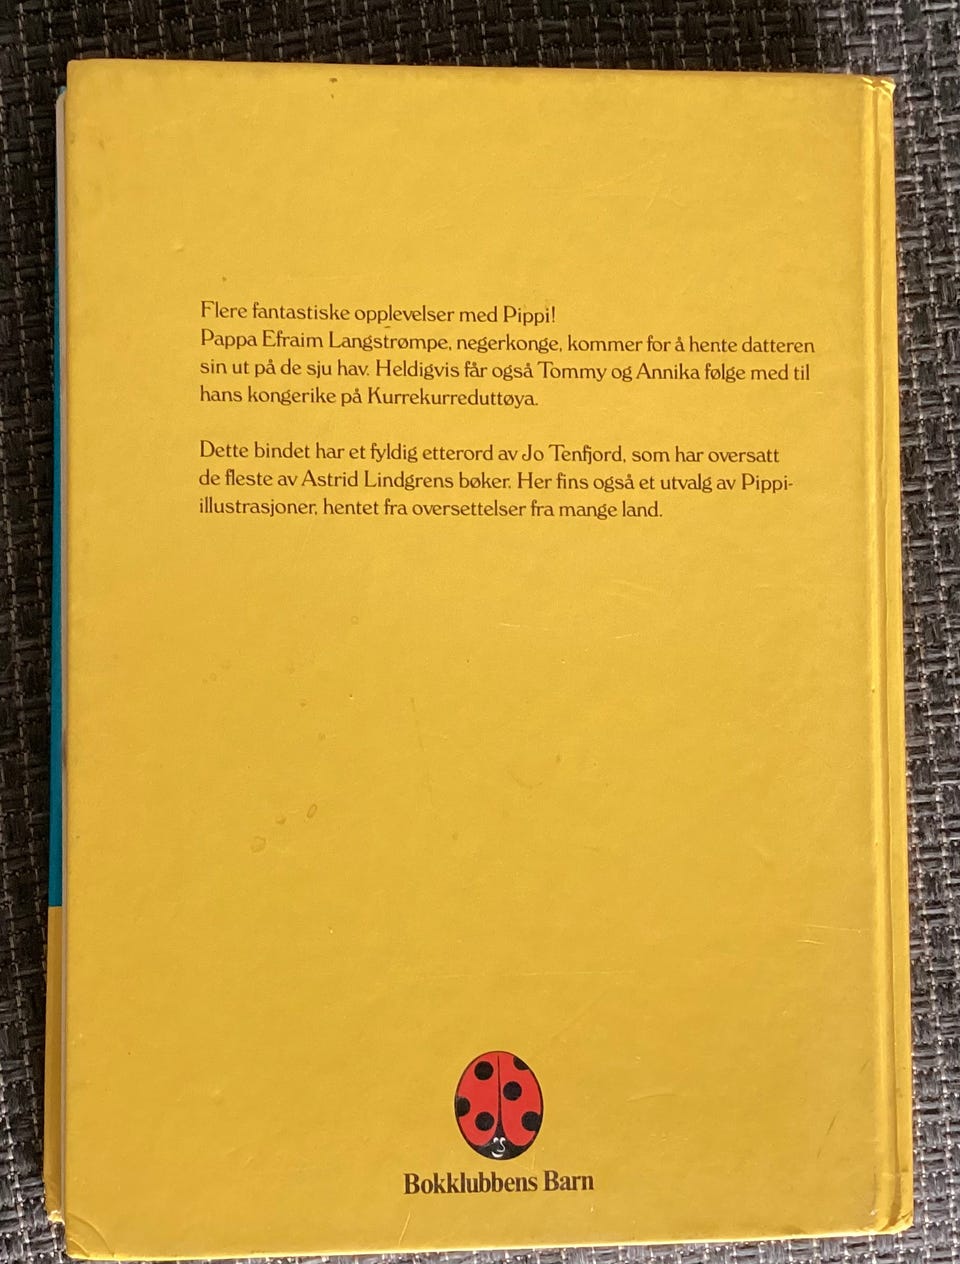 Flere fantastiske opplevelser med Pippi!
Pappa Efraim Langstrømpe, negerkonge, kommer for å hente datteren
sin ut på de sju hav. Heldigvis får også Tommy og Annika følge med til
hans kongerike på Kurrekurreduttøya.
Dette bindet har et fyldig etterord av Jo Tenfjord, som har oversatt
de fleste av Astrid Lindgrens bøker. Her fins også et utvalg av Pippi-
illustrasjoner, hentet fra oversettelser fra mange land.
Bokklubbens Barn